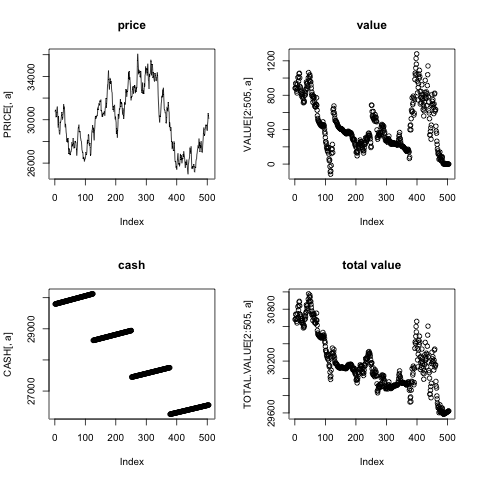 price
PRICE[, a]
26000 30000 34000
0 100 200 300 400 500
Index
value
VALUE[2:505, a]
0 400 800 1200
0 100 200 300 400 500
Index
cash
CASH[, a]
27000 29000
0 100 200 300 400 500
Index
total value
TOTAL.VALUE[2:505, a]
29600 30200 30800
0 100 200 300 400 500
Index